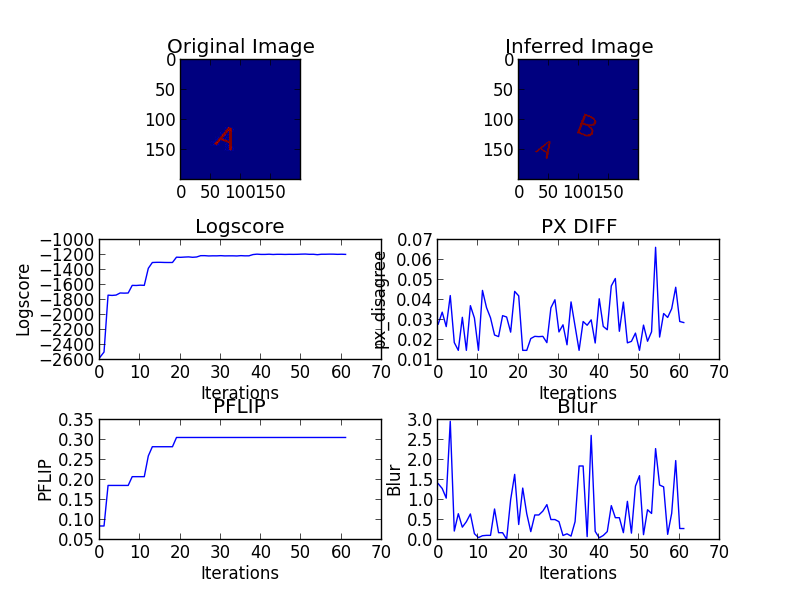 Original Image
0
50
100
150
0 50 100 150
A
Inferred Image
0
50
100
150
0 50 100 150
A
B
Logscore
−1000
−1200
−1400
−1600
−1800
−2000
−2200
−2400
−2600
Logscore
0 10 20 30 40 50 60 70
Iterations
PX DIFF
0.07
0.06
0.05
0.04
0.03
0.02
0.01
px_disagree
0 10 20 30 40 50 60 70
Iterations
PFLIP
0.35
0.30
0.25
0.20
0.15
0.10
0.05
PFLIP
0 10 20 30 40 50 60 70
Iterations
Blur
3.0
2.5
2.0
1.5
1.0
0.5
0.0
Blur
0 10 20 30 40 50 60 70
Iterations